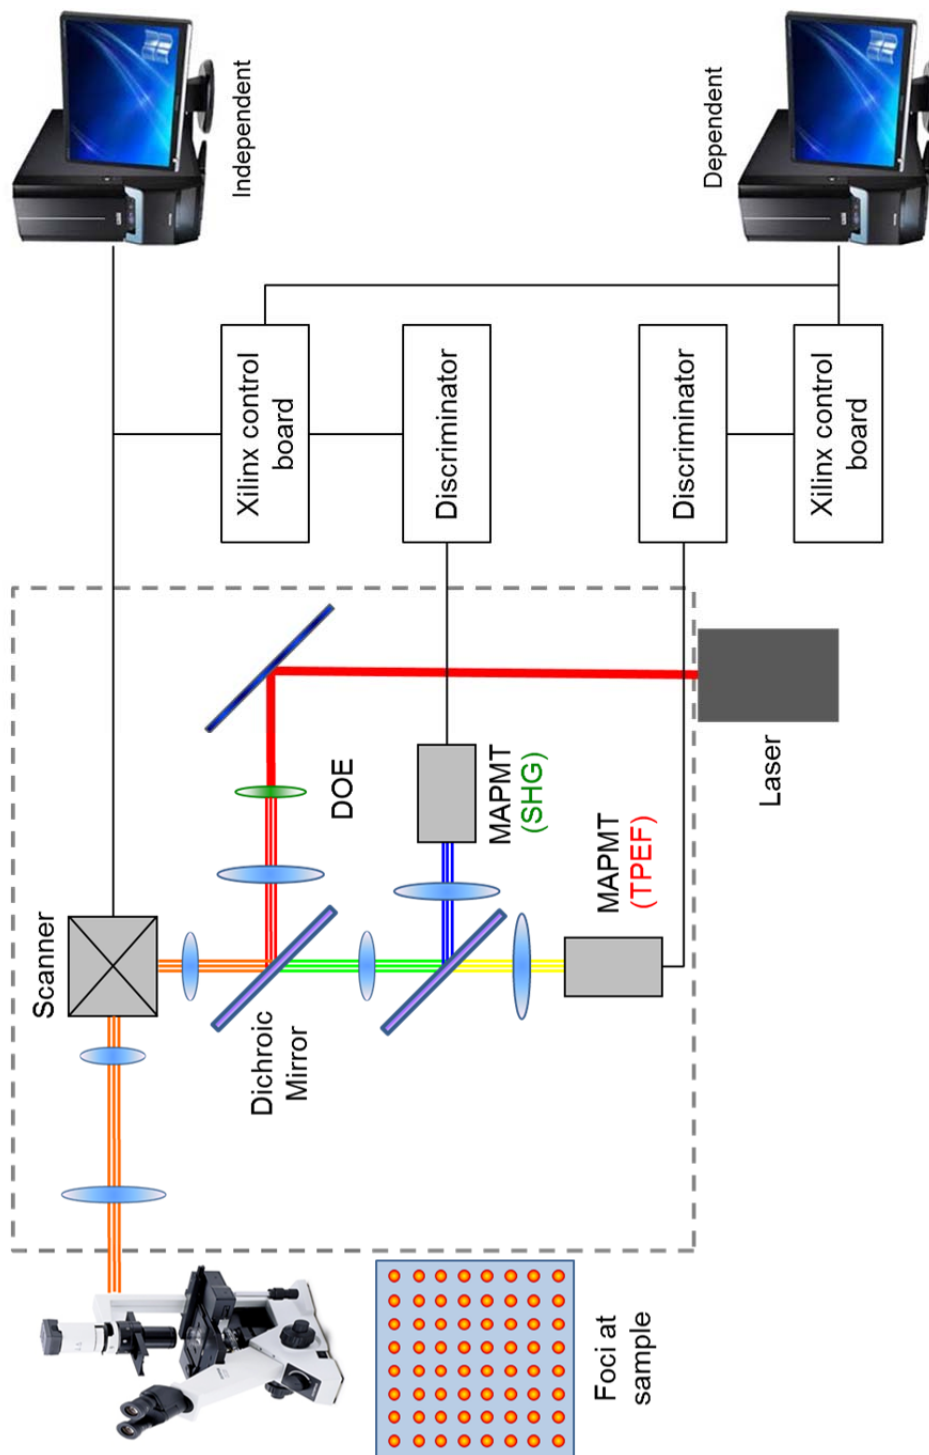 Independent
Dependent
Xilinx control
board
Discriminator
Discriminator
Xilinx control
board
DOE
MAPMT
(SHG)
MAPMT
(TPEF)
Laser
Scanner
Dichroic
Mirror
Foci at
sample